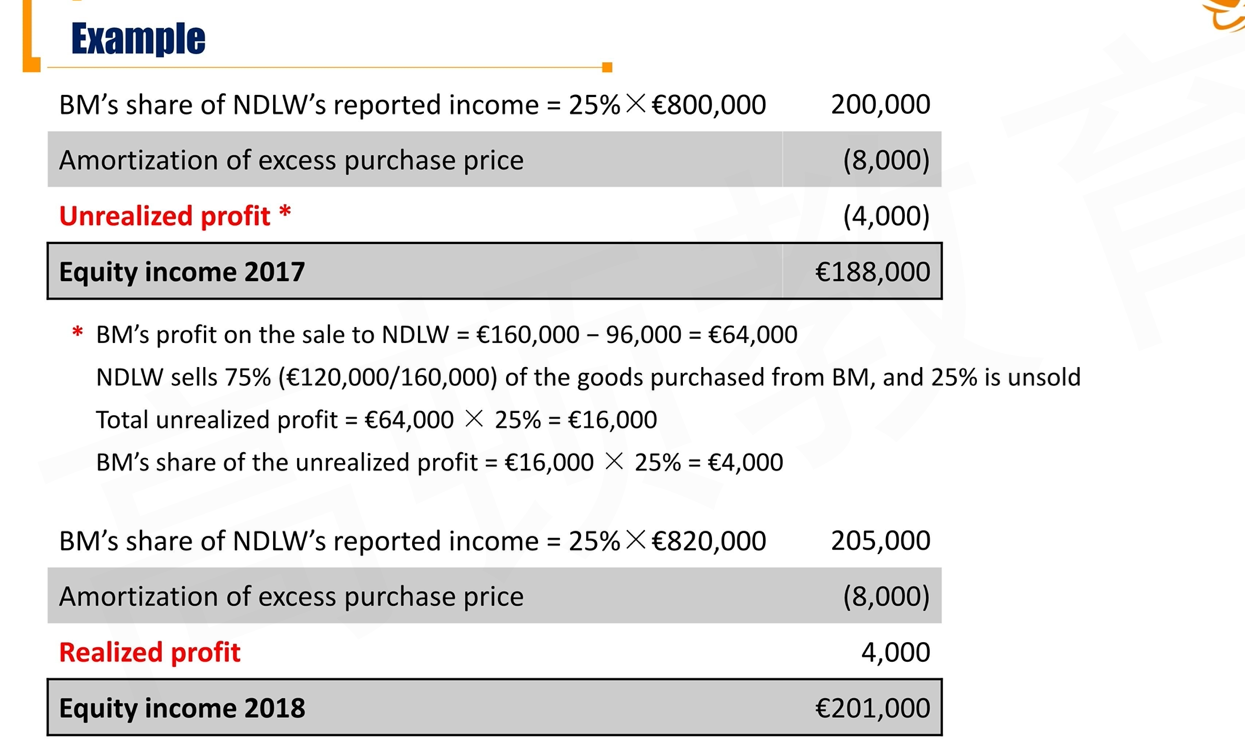 Example
BM's share of NDLW's reported income = 25%×€800,000 200,000
Amortization of excess purchase price (8,000)
Unrealized profit * (4,000)
Equity income 2017 €188,000
* BM's profit on the sale to NDLW = €160,000 − 96,000 = €64,000
NDLW sells 75% (€120,000/160,000) of the goods purchased from BM, and 25% is unsold
Total unrealized profit = €64,000 × 25% = €16,000
BM's share of the unrealized profit = €16,000 × 25% = €4,000
BM's share of NDLW's reported income = 25%×€820,000 205,000
Amortization of excess purchase price (8,000)
Realized profit 4,000
Equity income 2018 €201,000
高顿教育